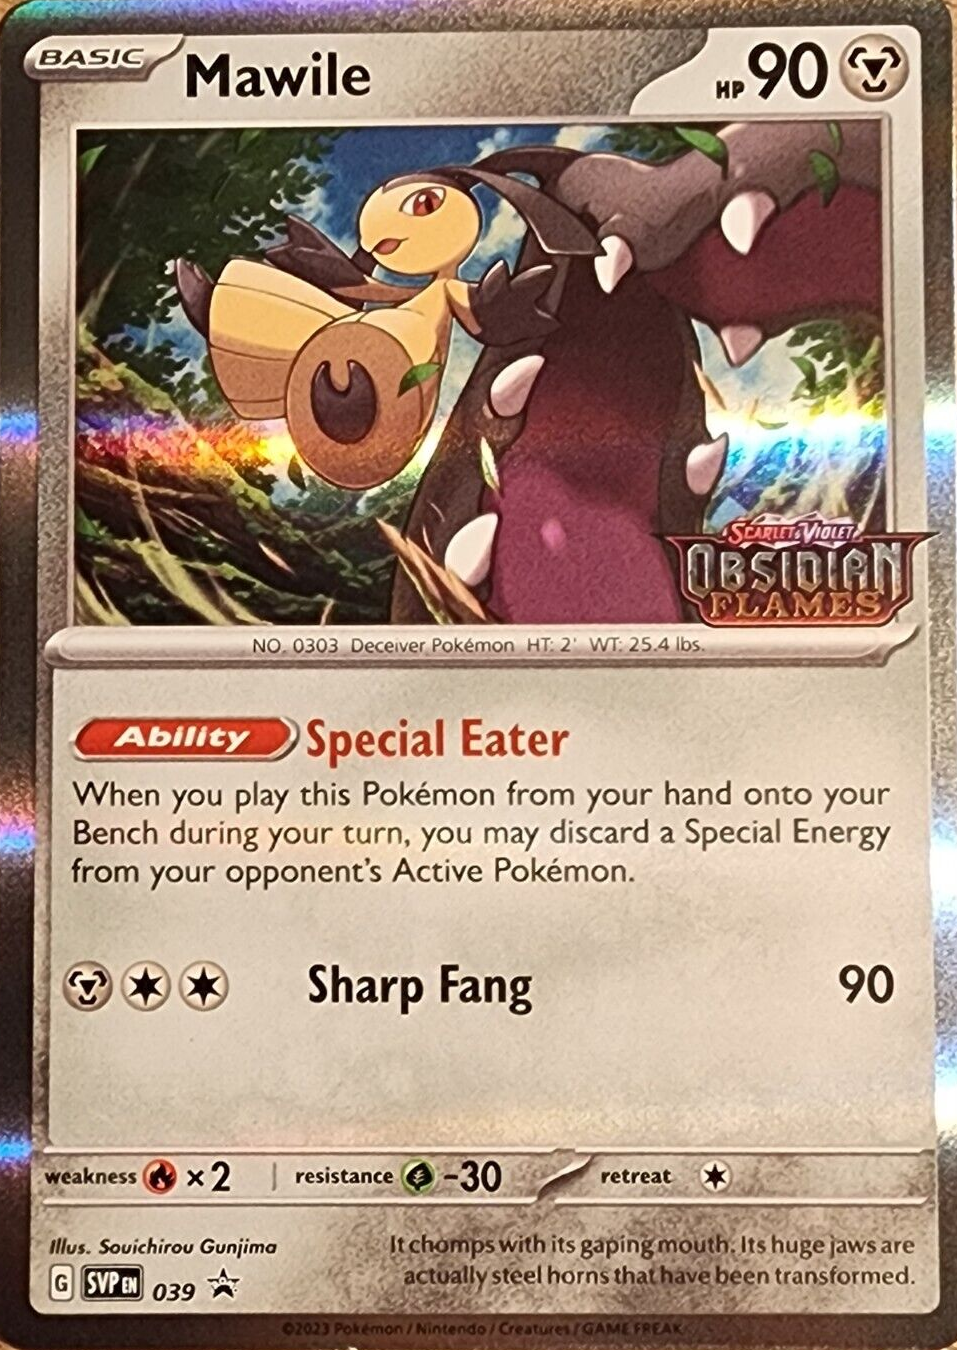 BASIC
Mawile
HP 90
SCARLET & VIOLET
OBSIDIAN
FLAMES
NO. 0303 Deceiver Pokémon HT: 2' WT: 25.4 lbs.
Ability Special Eater
When you play this Pokémon from your hand onto your
Bench during your turn, you may discard a Special Energy
from your opponent's Active Pokémon.
Sharp Fang 90
weakness ×2 resistance -30 retreat
Illus. Souichirou Gunjima
It chomps with its gaping mouth. Its huge jaws are
actually steel horns that have been transformed.
G SVP EN 039
©2023 Pokémon / Nintendo / Creatures / GAME FREAK